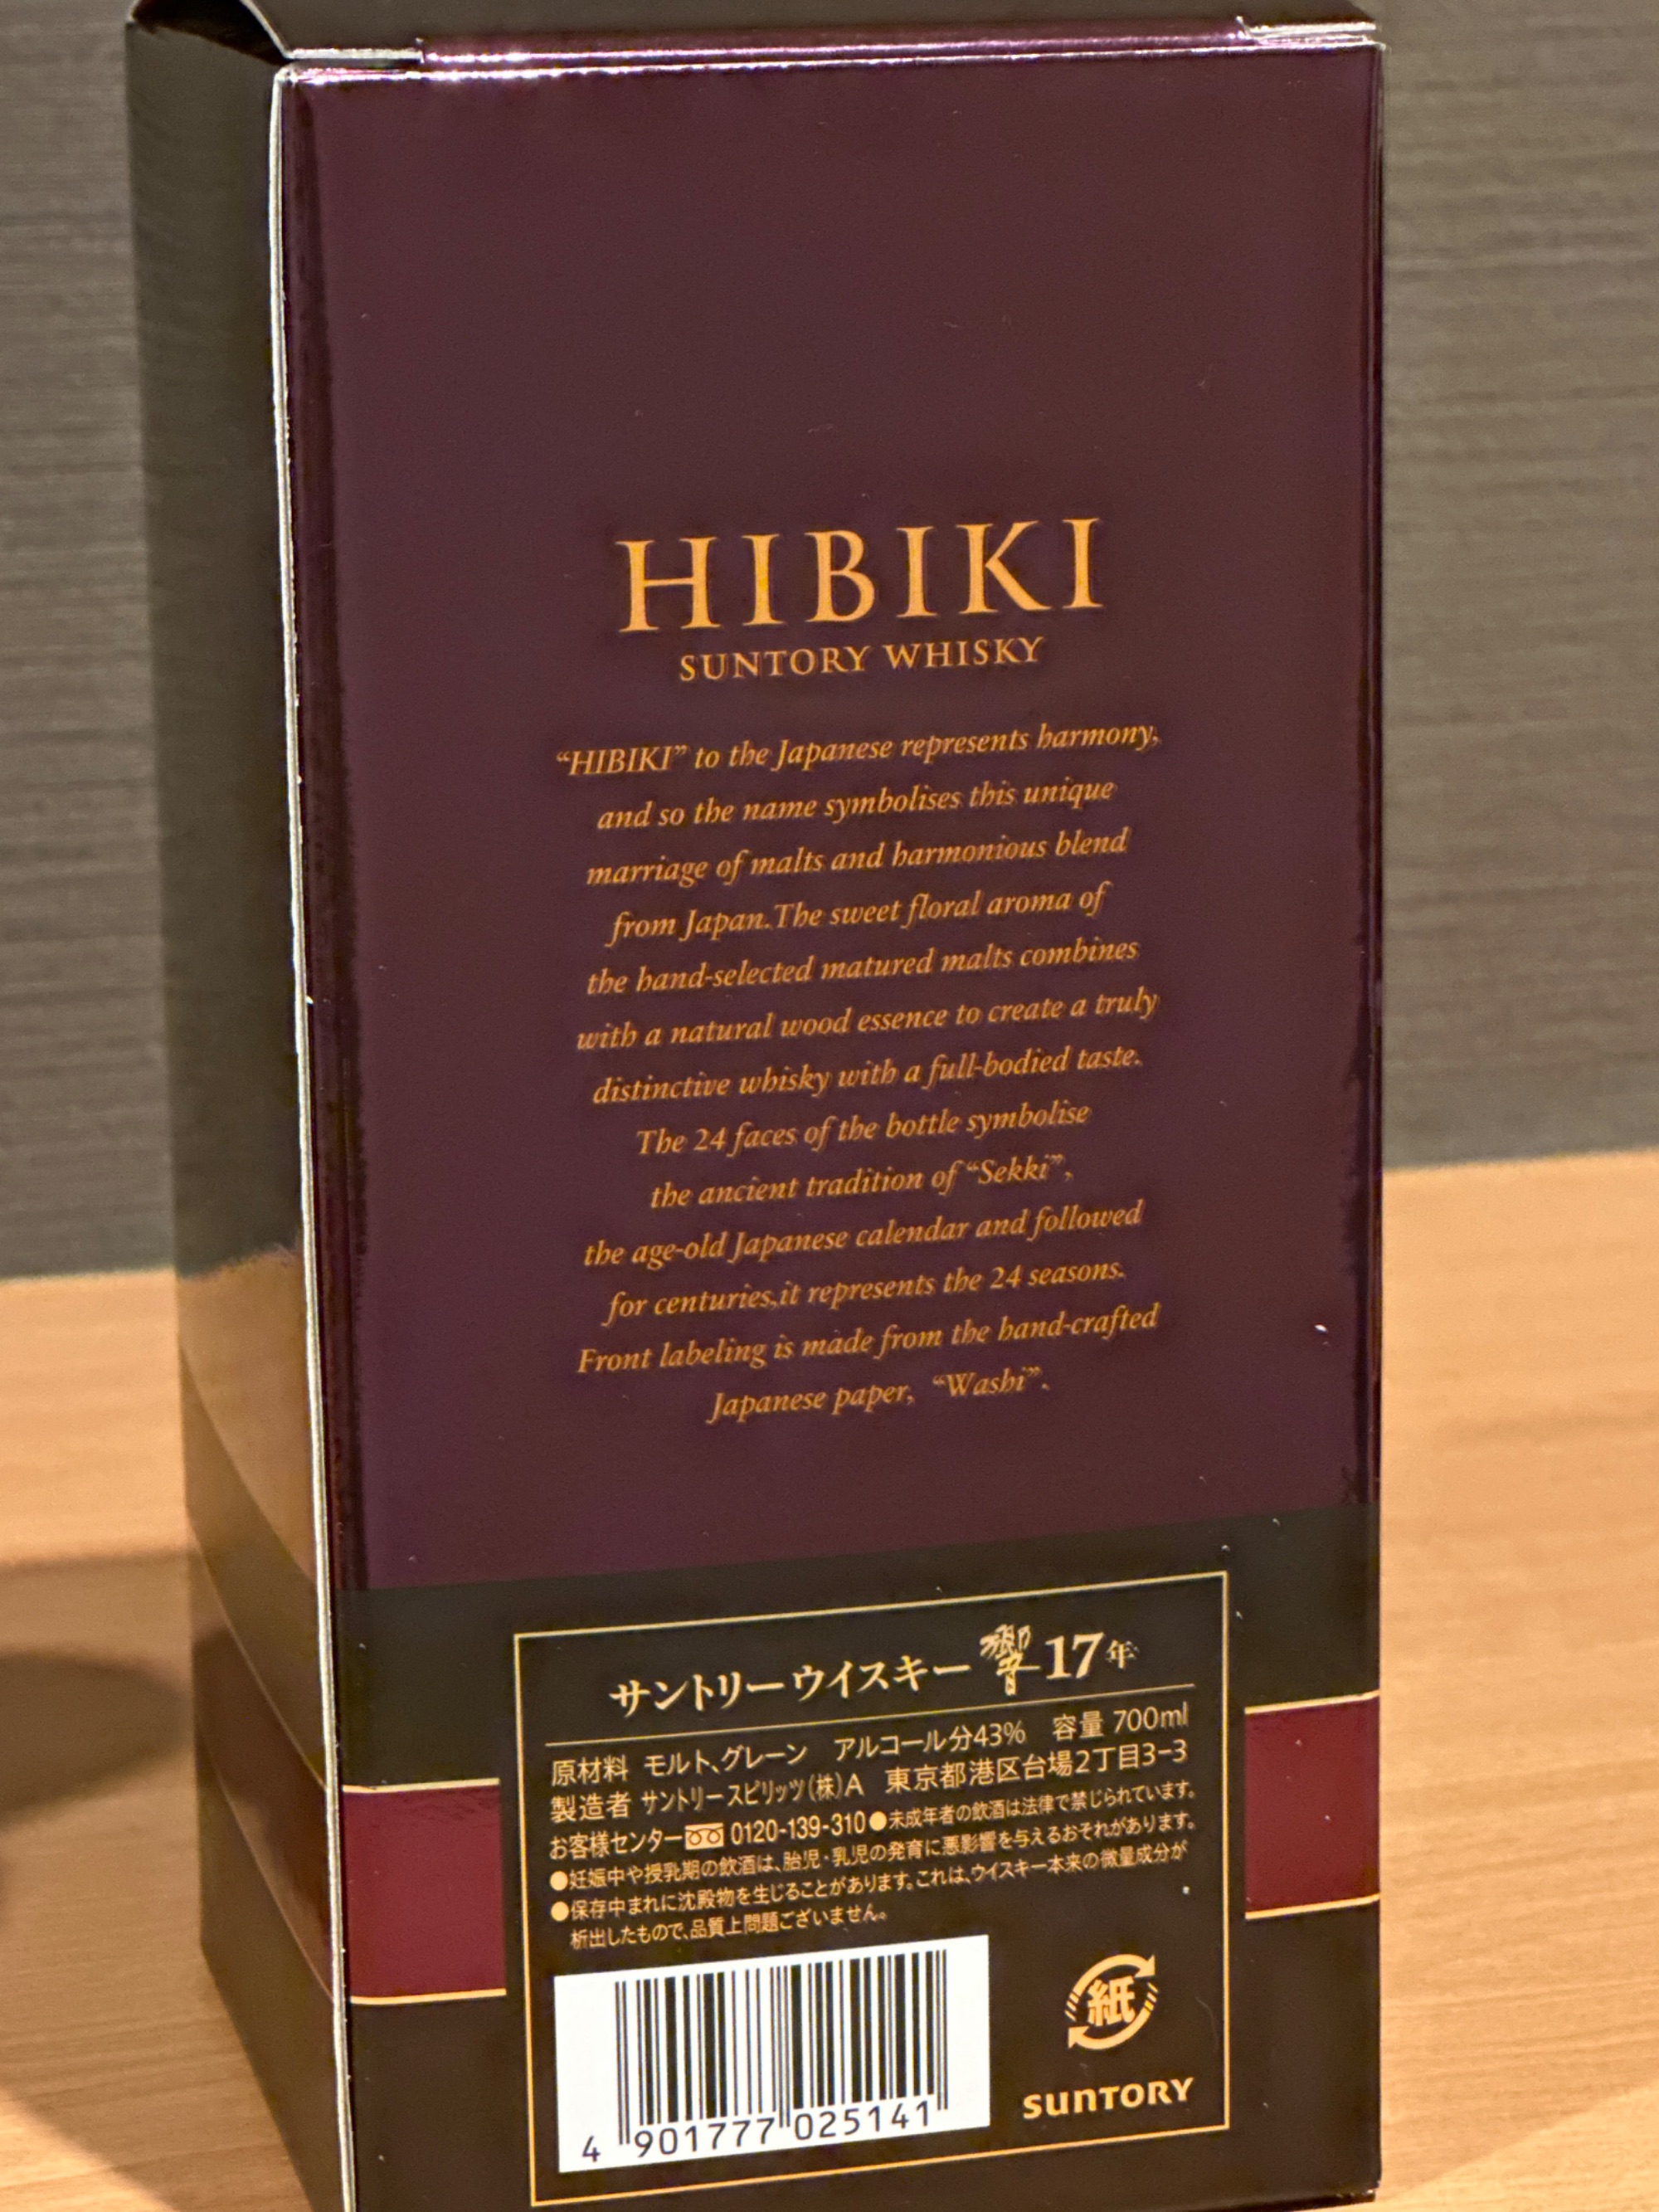 HIBIKI
SUNTORY WHISKY
“HIBIKI” to the Japanese represents harmony,
and so the name symbolises this unique
marriage of malts and harmonious blend
from Japan.The sweet floral aroma of
the hand-selected matured malts combines
with a natural wood essence to create a truly
distinctive whisky with a full-bodied taste.
The 24 faces of the bottle symbolise
the ancient tradition of “Sekki”,
the age-old Japanese calendar and followed
for centuries,it represents the 24 seasons.
Front labeling is made from the hand-crafted
Japanese paper, “Washi”.
サントリーウイスキー 響 17年
原材料 モルト、グレーン アルコール分43% 容量 700ml
製造者 サントリースピリッツ(株)A 東京都港区台場2丁目3-3
お客様センター 0120-139-310 ●未成年者の飲酒は法律で禁じられています。
●妊娠中や授乳期の飲酒は、胎児・乳児の発育に悪影響を与えるおそれがあります。
●保存中まれに沈殿物を生じることがあります。これは、ウイスキー本来の微量成分が
析出したもので、品質上問題ございません。
紙
SUNTORY
4 901777 025141